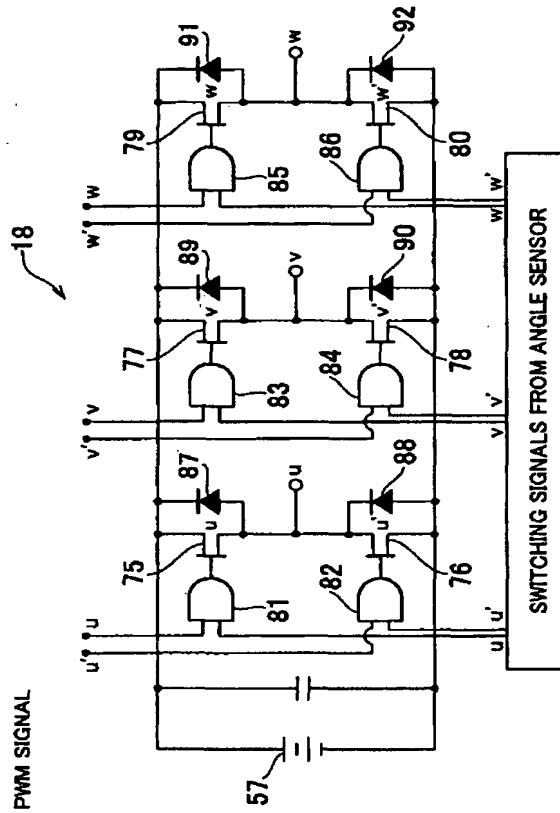 18
PWM SIGNAL
u' u
v' v
w' w
75
u
87
77
v
89
79
w
91
81
83
85
57
u
v
w
82
u'
88
84
v'
90
86
w'
92
76
78
80
u u'
v v'
w w'
SWITCHING SIGNALS FROM ANGLE SENSOR